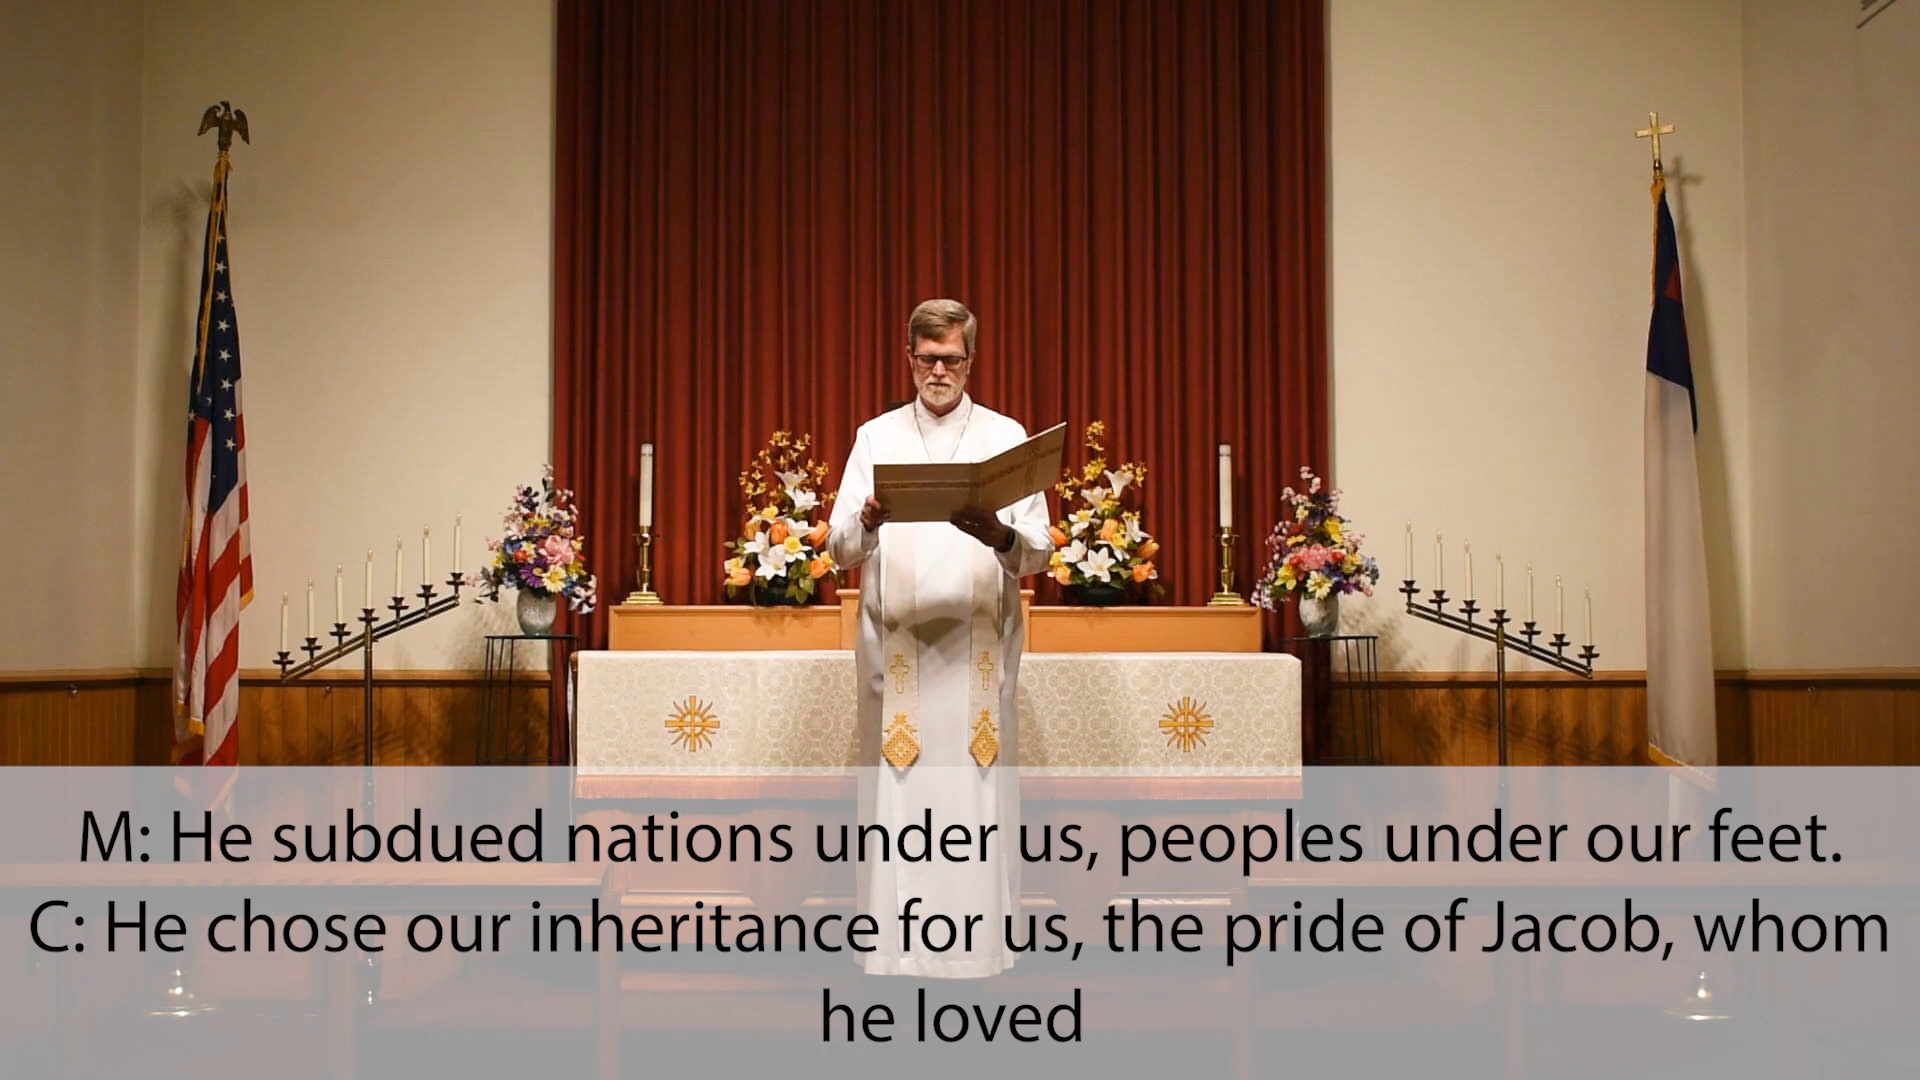 M: He subdued nations under us, peoples under our feet.
C: He chose our inheritance for us, the pride of Jacob, whom
he loved